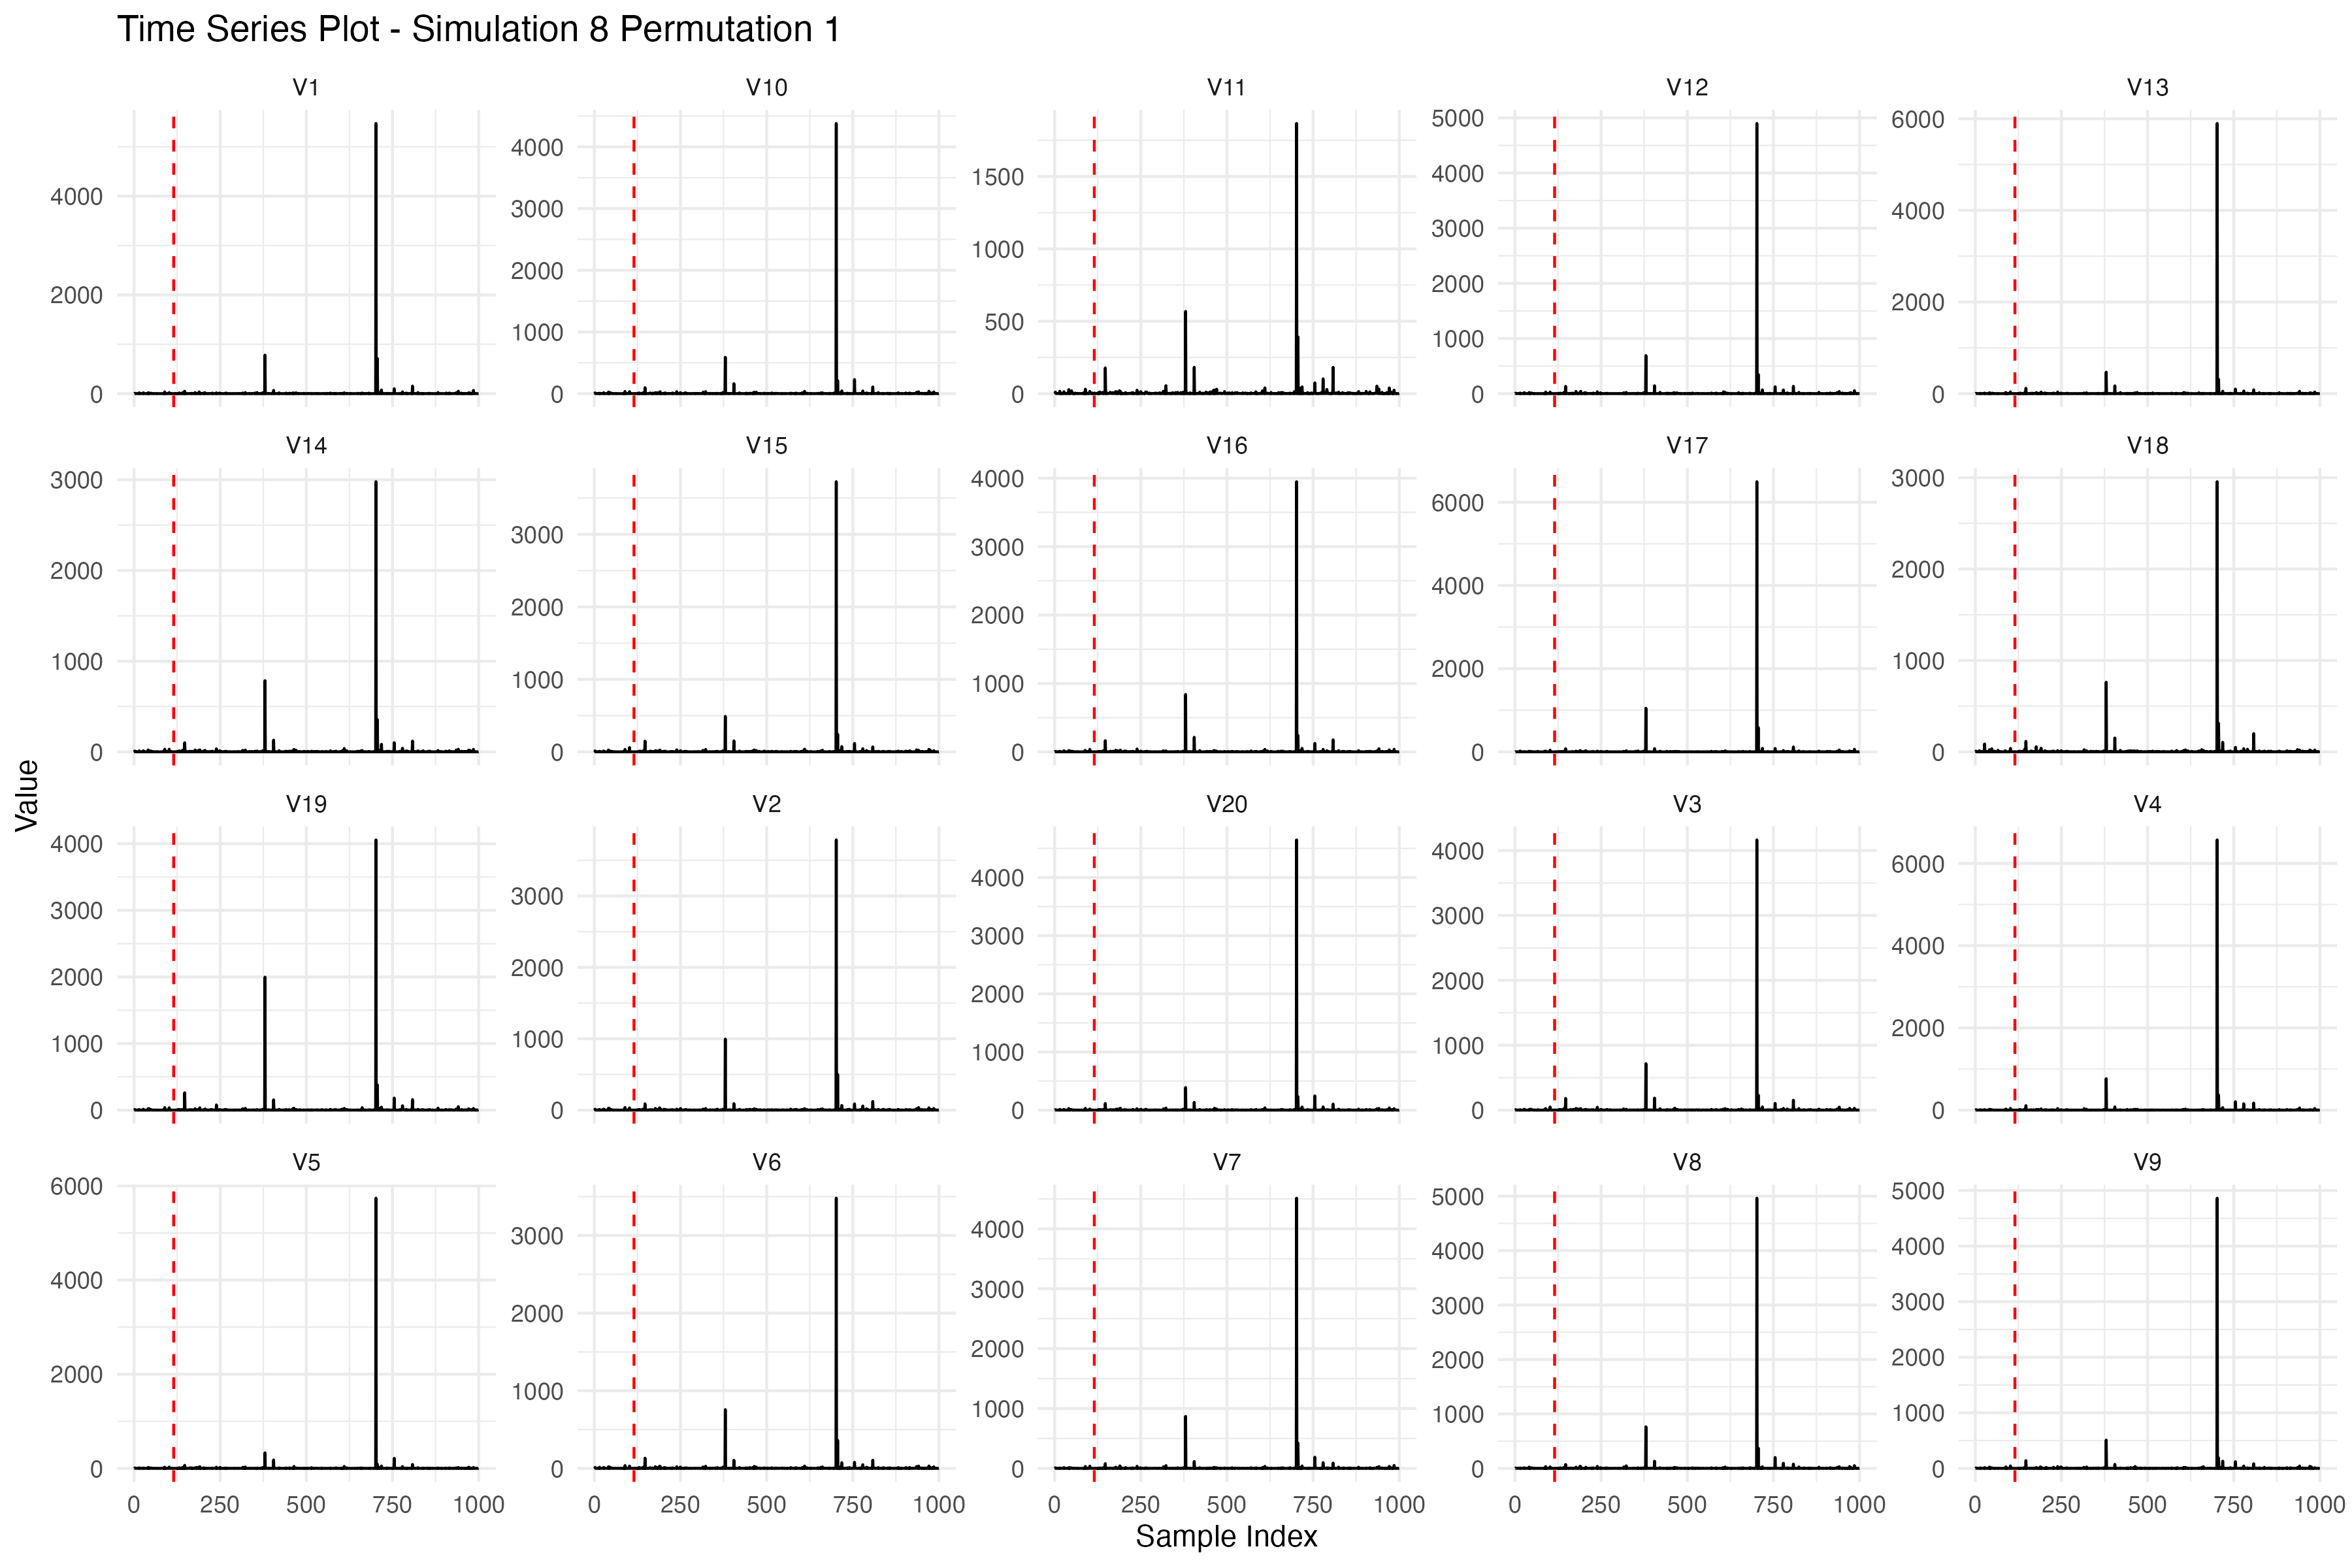 Time Series Plot - Simulation 8 Permutation 1
V1 V10 V11 V12 V13
0 2000 4000
0 1000 2000 3000 4000
0 500 1000 1500
0 1000 2000 3000 4000 5000
0 2000 4000 6000
V14 V15 V16 V17 V18
0 1000 2000 3000
0 1000 2000 3000
0 1000 2000 3000 4000
0 2000 4000 6000
0 1000 2000 3000
Value
V19 V2 V20 V3 V4
0 1000 2000 3000 4000
0 1000 2000 3000
0 1000 2000 3000 4000
0 1000 2000 3000 4000
0 2000 4000 6000
V5 V6 V7 V8 V9
0 2000 4000 6000
0 1000 2000 3000
0 1000 2000 3000 4000
0 1000 2000 3000 4000 5000
0 1000 2000 3000 4000 5000
0 250 500 750 1000 0 250 500 750 1000 0 250 500 750 1000 0 250 500 750 1000 0 250 500 750 1000
Sample Index